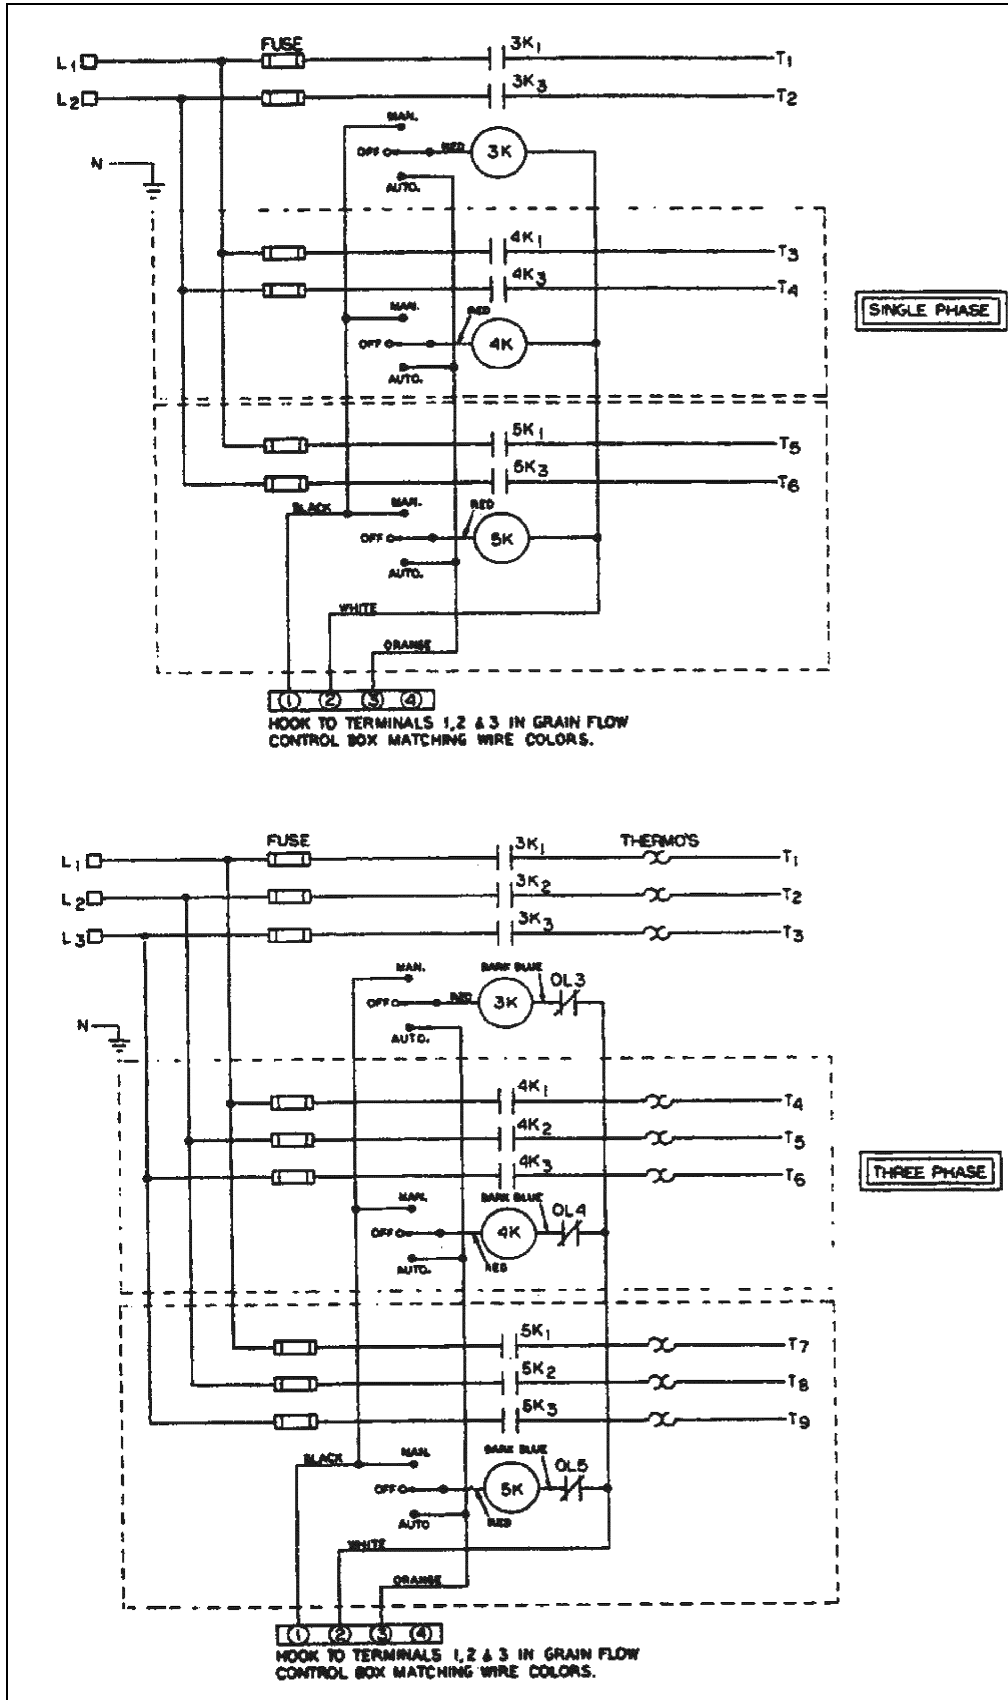 FUSE
3K1
L1
T1
3K3
L2
T2
MAN.
OFF
RED
3K
N
AUTO.
4K1
T3
4K3
T4
MAN.
RED
SINGLE PHASE
OFF
4K
AUTO.
5K1
T5
5K3
T6
BLACK
MAN.
RED
OFF
5K
AUTO.
WHITE
ORANGE
1 2 3 4
HOOK TO TERMINALS 1,2 & 3 IN GRAIN FLOW
CONTROL BOX MATCHING WIRE COLORS.
FUSE
3K1
THERMO'S
L1
T1
3K2
L2
T2
3K3
L3
T3
MAN.
DARK BLUE
OL3
OFF
RED
3K
N
AUTO.
4K1
T4
4K2
T5
4K3
T6
THREE PHASE
MAN.
DARK BLUE
OL4
OFF
4K
AUTO.
RED
5K1
T7
5K2
T8
5K3
T9
BLACK
MAN.
DARK BLUE
OL5
OFF
5K
AUTO
RED
WHITE
ORANGE
1 2 3 4
HOOK TO TERMINALS 1,2 & 3 IN GRAIN FLOW
CONTROL BOX MATCHING WIRE COLORS.